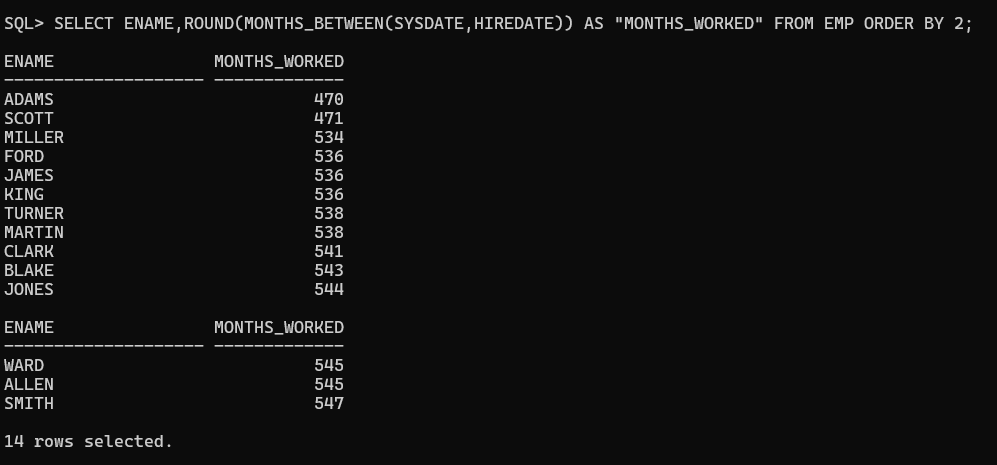 SQL> SELECT ENAME,ROUND(MONTHS_BETWEEN(SYSDATE,HIREDATE)) AS "MONTHS_WORKED" FROM EMP ORDER BY 2;
ENAME                MONTHS_WORKED
-------------------- -------------
ADAMS                          470
SCOTT                          471
MILLER                         534
FORD                           536
JAMES                          536
KING                           536
TURNER                         538
MARTIN                         538
CLARK                          541
BLAKE                          543
JONES                          544
ENAME                MONTHS_WORKED
-------------------- -------------
WARD                           545
ALLEN                          545
SMITH                          547
14 rows selected.